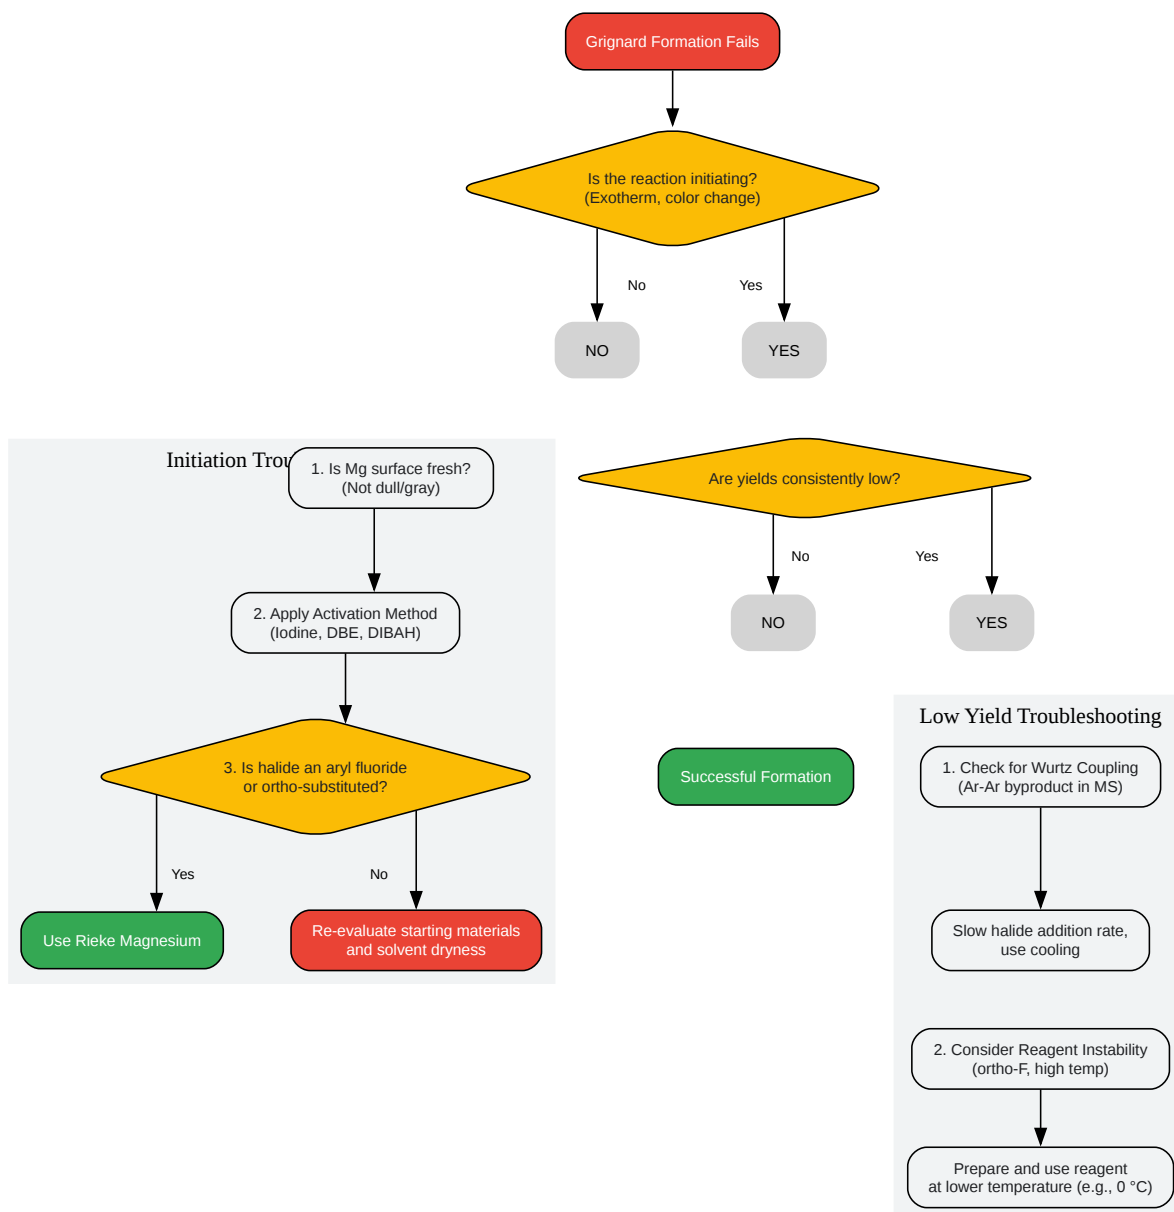 Grignard Formation Fails
Is the reaction initiating?
(Exotherm, color change)
No
Yes
NO
YES
Initiation Trou
1. Is Mg surface fresh?
(Not dull/gray)
2. Apply Activation Method
(Iodine, DBE, DIBAH)
3. Is halide an aryl fluoride
or ortho-substituted?
Yes
No
Use Rieke Magnesium
Re-evaluate starting materials
and solvent dryness
Are yields consistently low?
No
Yes
NO
YES
Successful Formation
Low Yield Troubleshooting
1. Check for Wurtz Coupling
(Ar-Ar byproduct in MS)
Slow halide addition rate,
use cooling
2. Consider Reagent Instability
(ortho-F, high temp)
Prepare and use reagent
at lower temperature (e.g., 0 °C)